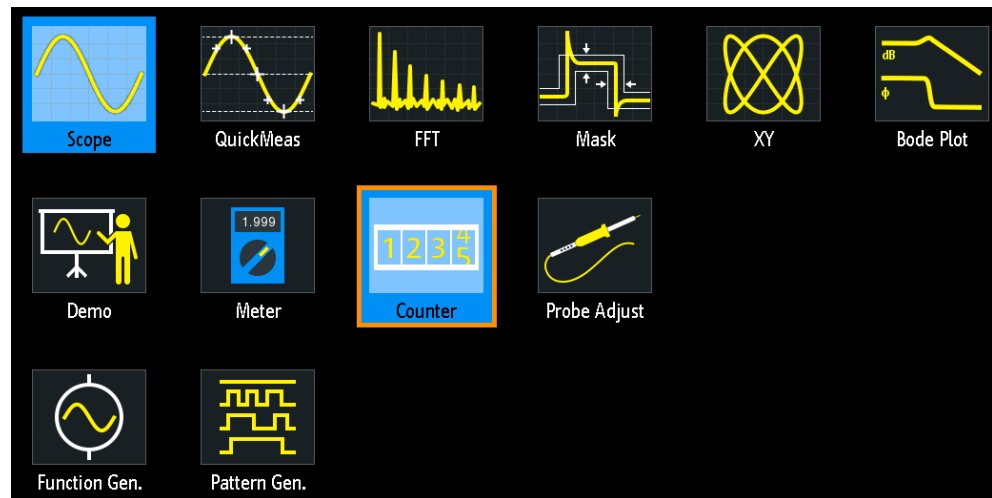 dB
ϕ
Scope QuickMeas FFT Mask XY Bode Plot
1.999
1 2 3 4
5
Demo Meter Counter Probe Adjust
Function Gen. Pattern Gen.